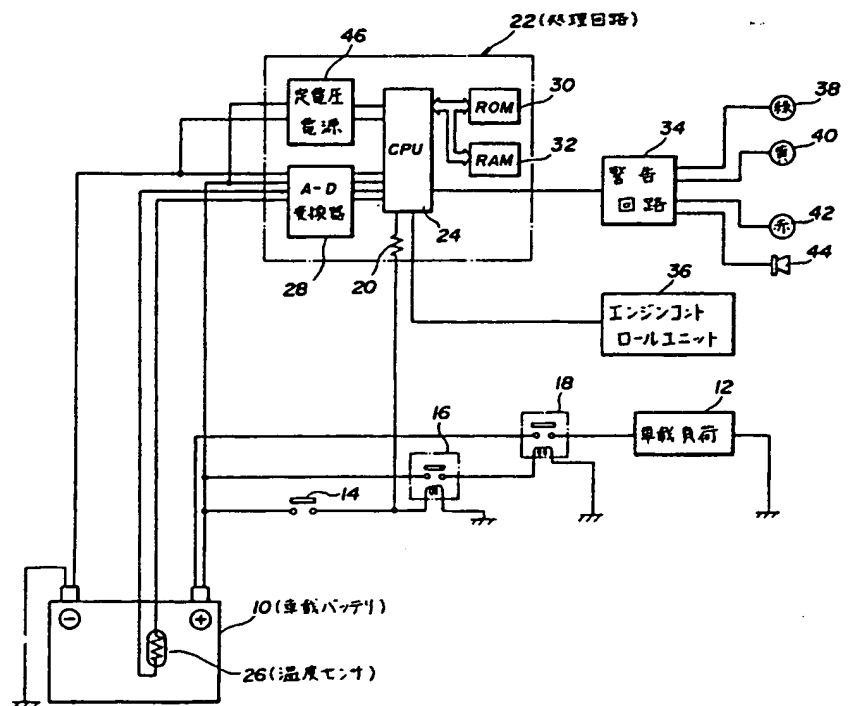 22(処理回路)
46
定電圧
電源
CPU
ROM
30
RAM
32
A-D
変換器
24
28
20
34
警告
回路
38
緑
40
黄
42
赤
44
36
エンジンコント
ロールユニット
18
12
車載負荷
16
14
10(車載バッテリ)
−
+
26(温度センサ)